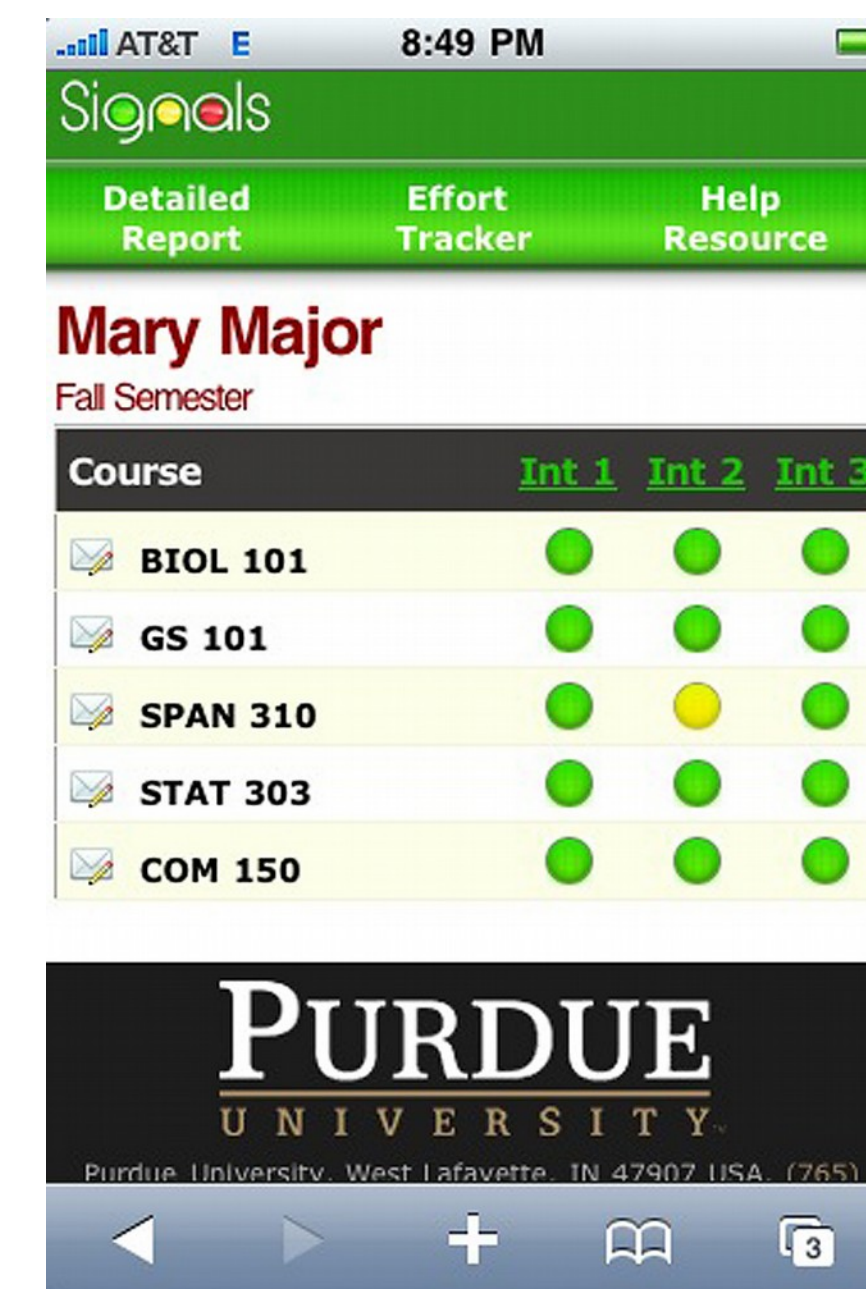 AT&T E 8:49 PM
Signals
Detailed Report Effort Tracker Help Resource
Mary Major
Fall Semester
Course Int 1 Int 2 Int 3
BIOL 101
GS 101
SPAN 310
STAT 303
COM 150
PURDUE
UNIVERSITY
Purdue University, West Lafayette, IN 47907 USA, (765)
3